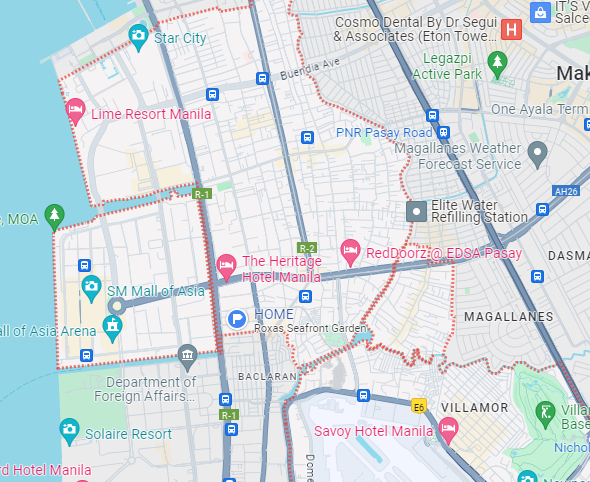 Cosmo Dental By Dr Segui
& Associates (Eton Towe...
H
IT'S V
Salce
Star City
Legazpi
Active Park
Mak
Buendia Ave
Lime Resort Manila
One Ayala Term
PNR Pasay Road
Magallanes Weather
Forecast Service
AH26
R-1
Elite Water
Refilling Station
, MOA
R-2
The Heritage
Hotel Manila
RedDoorz @ EDSA Pasay
DASMA
SM Mall of Asia
HOME
Roxas Seafront Garden
MAGALLANES
all of Asia Arena
Department of
Foreign Affairs...
BACLARAN
R-1
E6
VILLAMOR
Villa
Base
Solaire Resort
Savoy Hotel Manila
Nichol
rd Hotel Manila
Dome